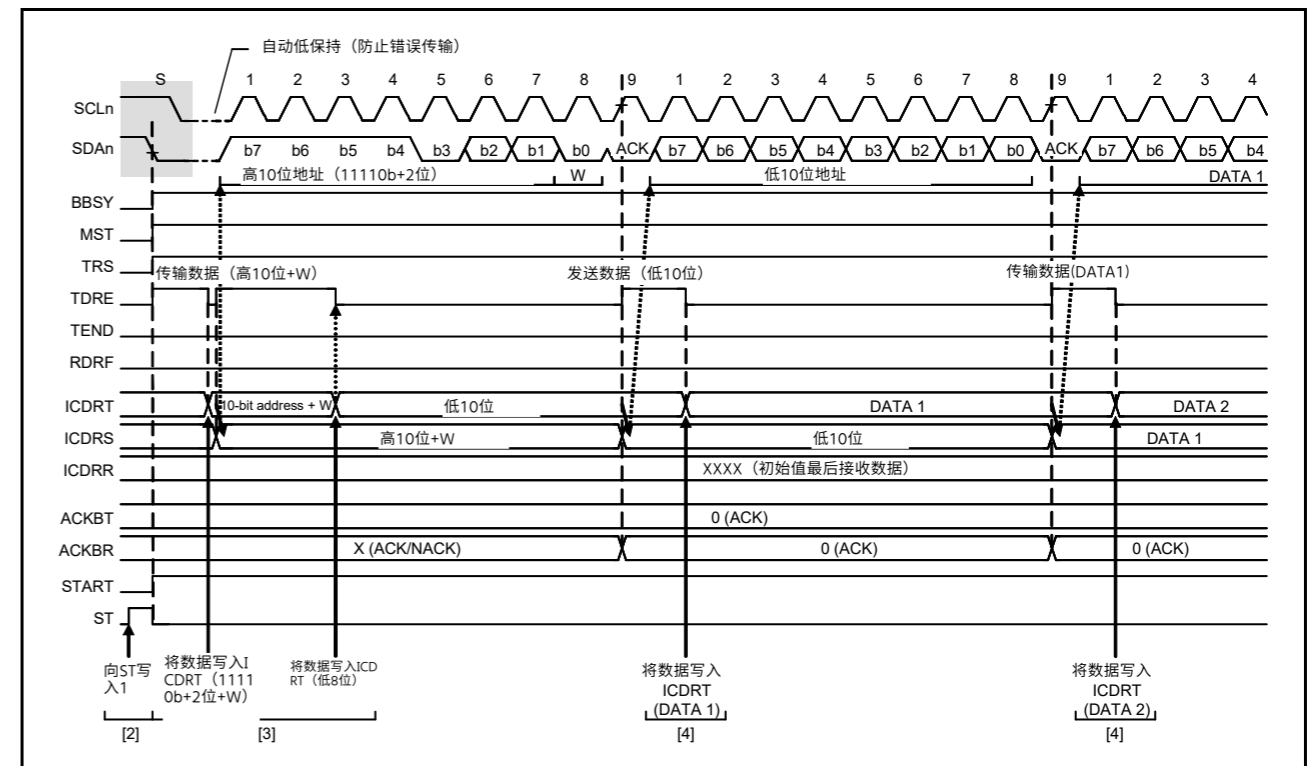 自动低保持（防止错误传输）
S 1 2 3 4 5 6 7 8 9 1 2 3 4 5 6 7 8 9 1 2 3 4
SCLn
SDAn b7 b6 b5 b4 b3 b2 b1 b0 ACK b7 b6 b5 b4 b3 b2 b1 b0 ACK b7 b6 b5 b4
高10位地址（11110b+2位） W 低10位地址 DATA 1
BBSY
MST
TRS
传输数据（高10位+W） 发送数据（低10位） 传输数据(DATA1)
TDRE
TEND
RDRF
ICDRT 10-bit address + W 低10位 DATA 1 DATA 2
ICDRS 高10位+W 低10位 DATA 1
ICDRR XXXX（初始值最后接收数据）
ACKBT 0 (ACK)
ACKBR X (ACK/NACK) 0 (ACK) 0 (ACK)
START
ST
向ST写
入1
将数据写入I
CDRT（1111
0b+2位+W）
将数据写入ICD
RT（低8位）
将数据写入
ICDRT
(DATA 1)
将数据写入
ICDRT
(DATA 2)
[2] [3] [4] [4]